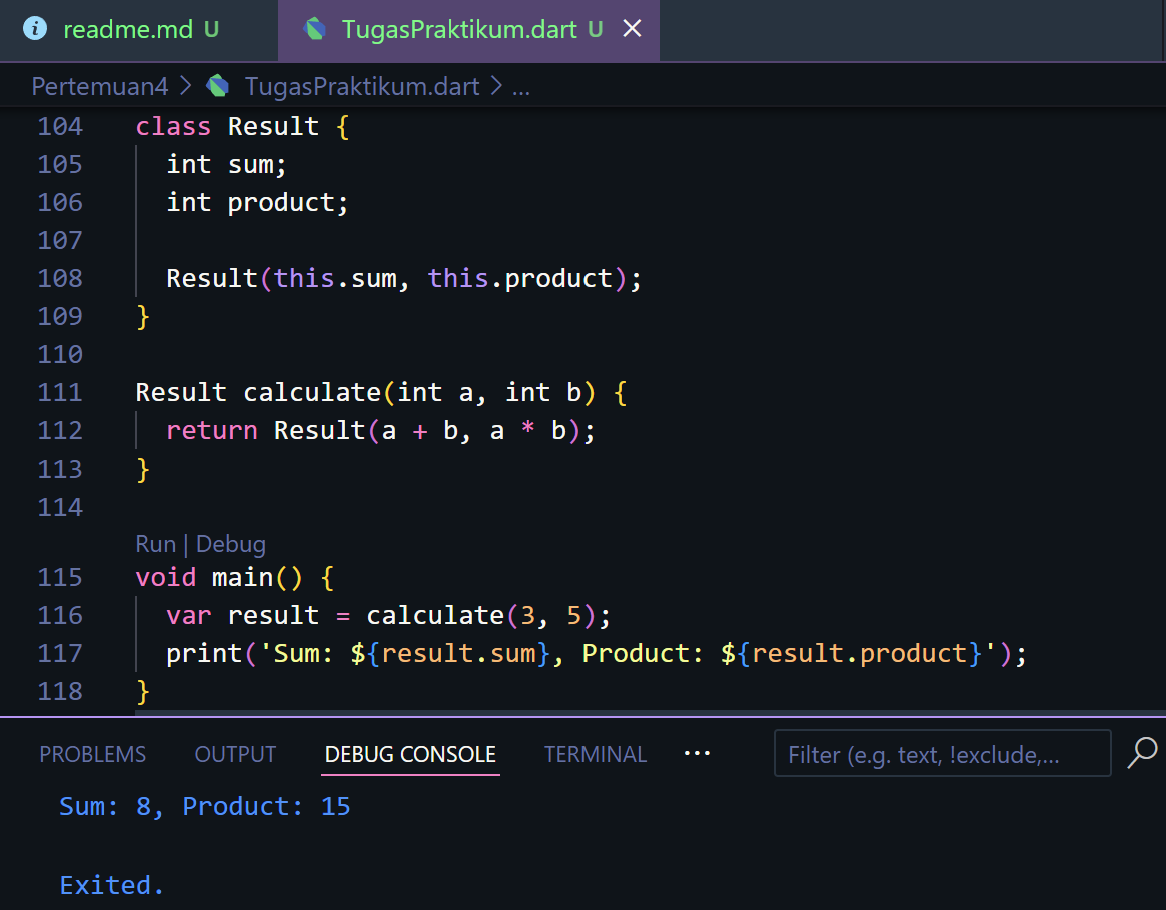 readme.md U TugasPraktikum.dart U
Pertemuan4 > TugasPraktikum.dart > ...
104 class Result {
105   int sum;
106   int product;
107
108   Result(this.sum, this.product);
109 }
110
111 Result calculate(int a, int b) {
112   return Result(a + b, a * b);
113 }
114
Run | Debug
115 void main() {
116   var result = calculate(3, 5);
117   print('Sum: ${result.sum}, Product: ${result.product}');
118 }
PROBLEMS OUTPUT DEBUG CONSOLE TERMINAL ... Filter (e.g. text, !exclude,...
Sum: 8, Product: 15
Exited.